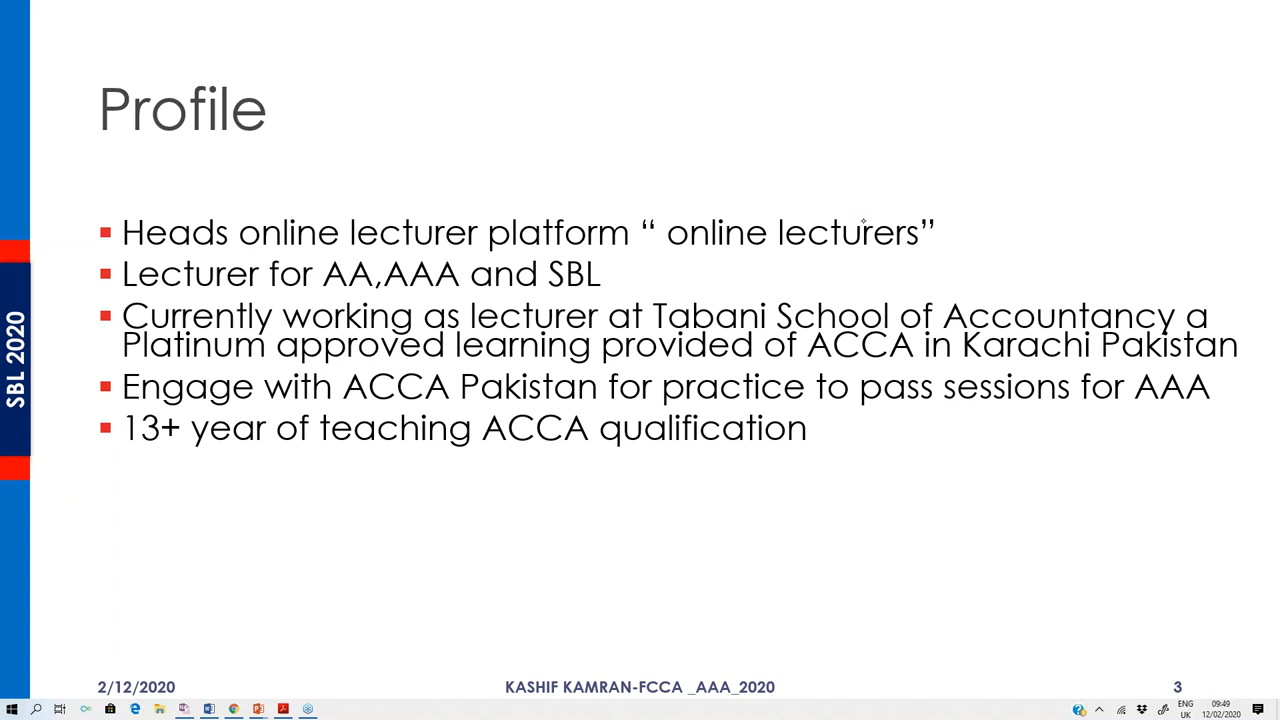 Profile
Heads online lecturer platform “ online lecturers”
Lecturer for AA,AAA and SBL
Currently working as lecturer at Tabani School of Accountancy a
Platinum approved learning provided of ACCA in Karachi Pakistan
Engage with ACCA Pakistan for practice to pass sessions for AAA
13+ year of teaching ACCA qualification
SBL 2020
2/12/2020
KASHIF KAMRAN-FCCA _AAA_2020
3
ENG
UK
09:49
12/02/2020